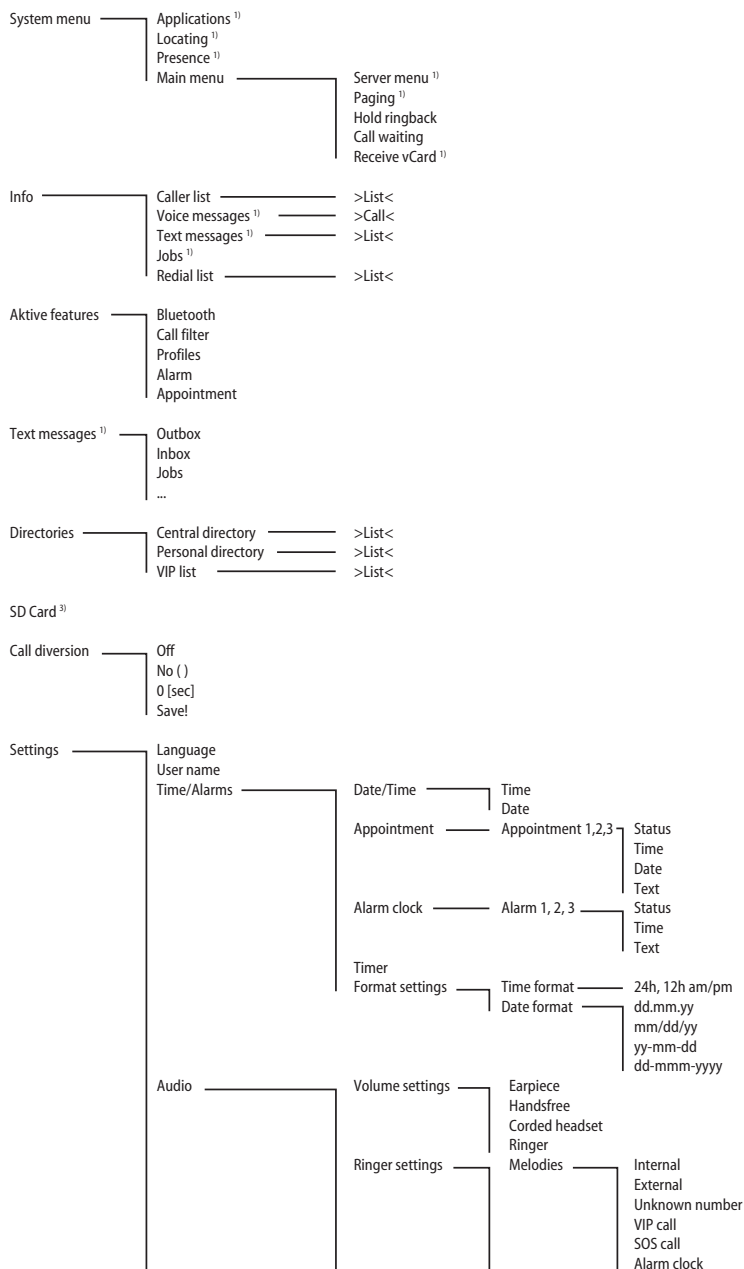 System menu Applications 1)
Locating 1)
Presence 1)
Main menu Server menu 1)
Paging 1)
Hold ringback
Call waiting
Receive vCard 1)
Info Caller list >List<
Voice messages 1) >Call<
Text messages 1) >List<
Jobs 1)
Redial list >List<
Aktive features Bluetooth
Call filter
Profiles
Alarm
Appointment
Text messages 1) Outbox
Inbox
Jobs
...
Directories Central directory >List<
Personal directory >List<
VIP list >List<
SD Card 3)
Call diversion Off
No ( )
0 [sec]
Save!
Settings Language
User name
Time/Alarms Date/Time Time
Date
Appointment Appointment 1,2,3 Status
Time
Date
Text
Alarm clock Alarm 1, 2, 3 Status
Time
Text
Timer
Format settings Time format 24h, 12h am/pm
Date format dd.mm.yy
mm/dd/yy
yy-mm-dd
dd-mmm-yyyy
Audio Volume settings Earpiece
Handsfree
Corded headset
Ringer
Ringer settings Melodies Internal
External
Unknown number
VIP call
SOS call
Alarm clock